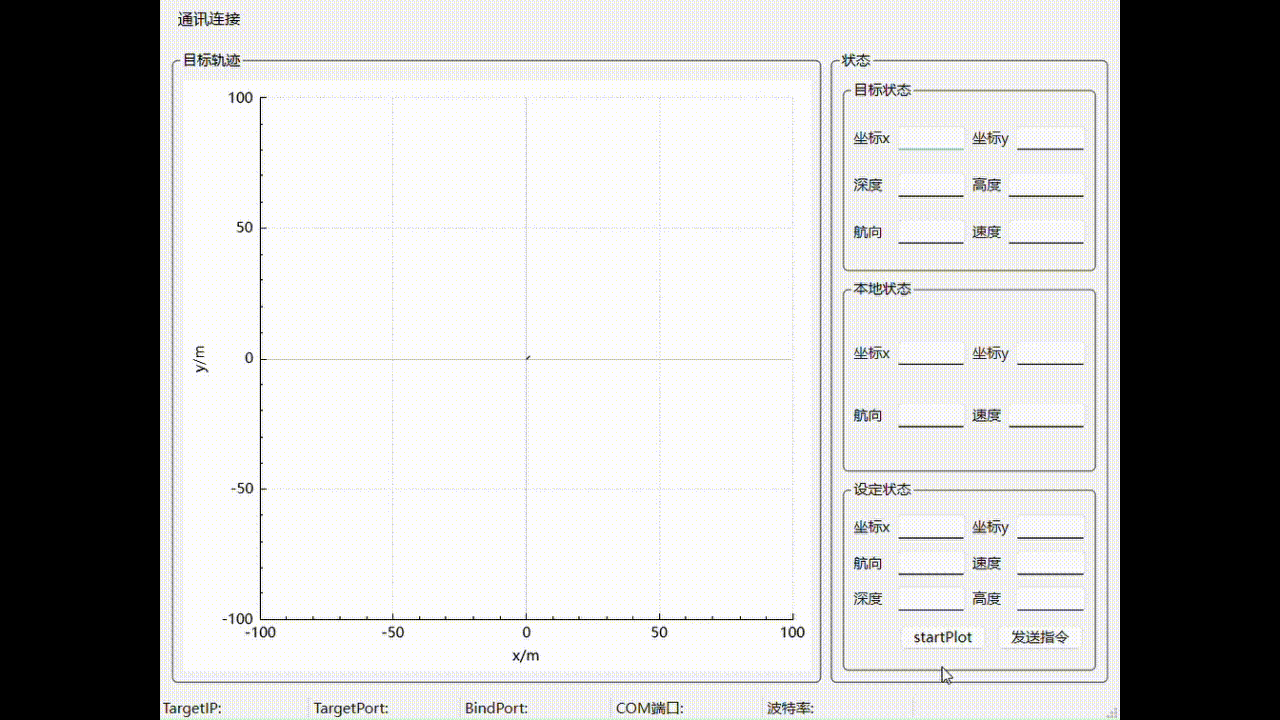 通讯连接
目标轨迹
100
50
0
-50
-100
y/m
-100 -50 0 50 100
x/m
状态
目标状态
坐标x 坐标y
深度 高度
航向 速度
本地状态
坐标x 坐标y
航向 速度
设定状态
坐标x 坐标y
航向 速度
深度 高度
startPlot 发送指令
TargetIP: TargetPort: BindPort: COM端口: 波特率: